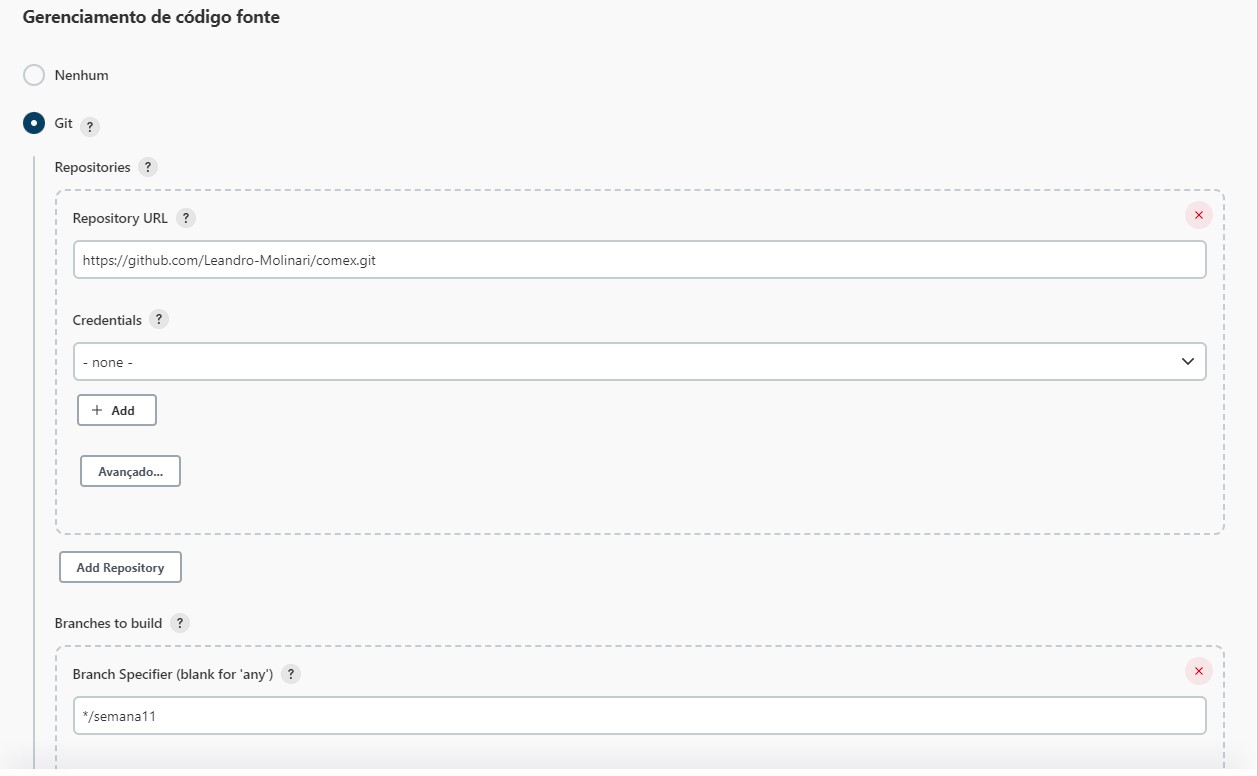 Gerenciamento de código fonte
Nenhum
Git ?
Repositories ?
Repository URL ?
https://github.com/Leandro-Molinari/comex.git
Credentials ?
- none -
+ Add
Avançado...
Add Repository
Branches to build ?
Branch Specifier (blank for 'any') ?
*/semana11